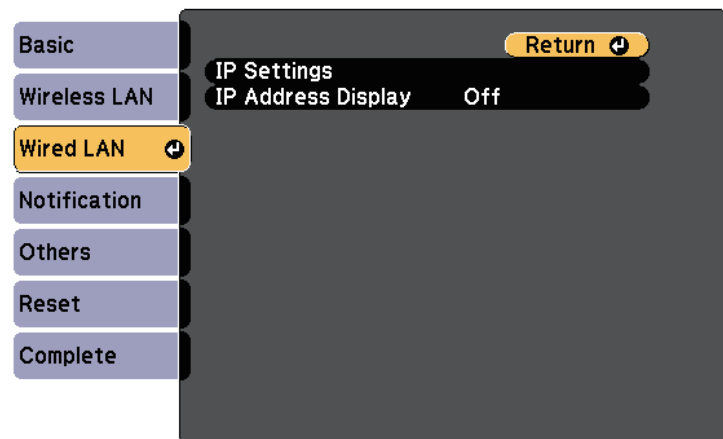 Basic
Wireless LAN
Wired LAN
Notification
Others
Reset
Complete
Return
IP Settings
IP Address Display Off